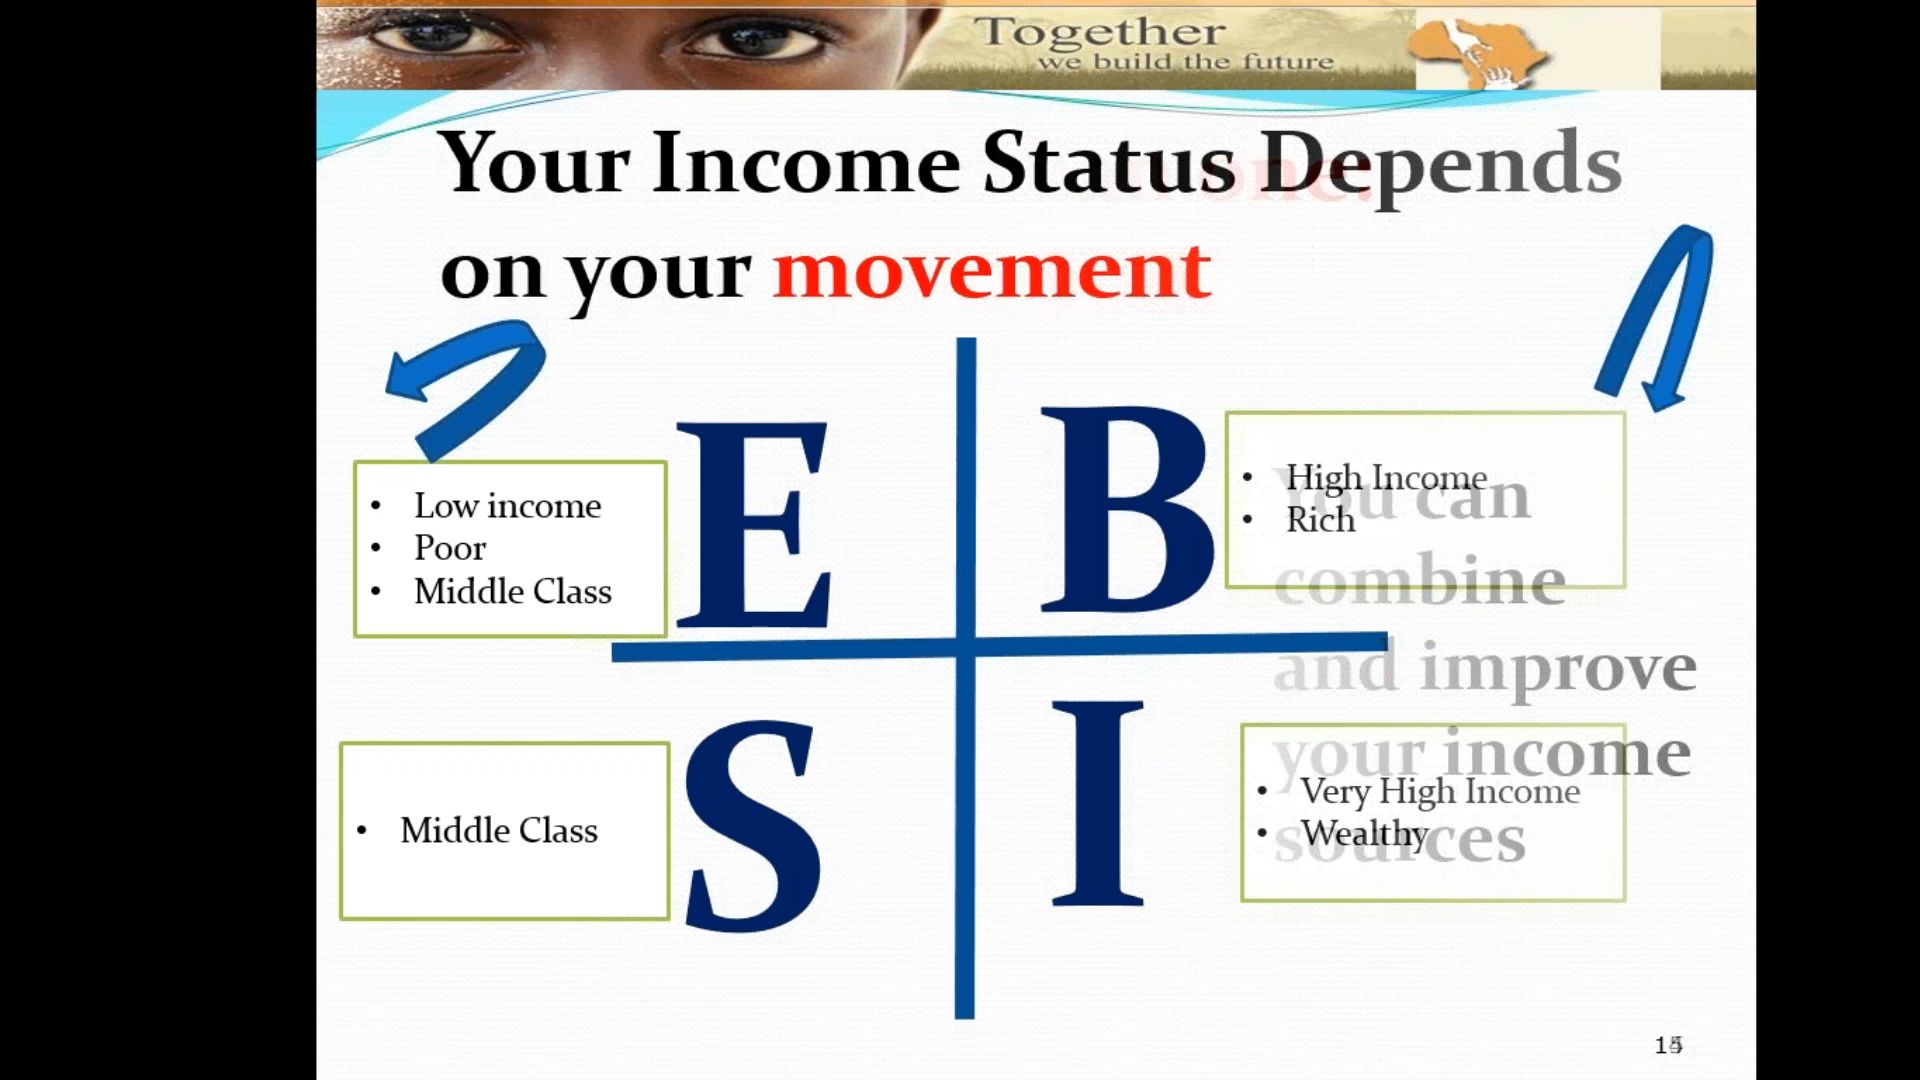 Together
we build the future
Your Income Status Depends
on your movement
E
B
• Low income
• Poor
• Middle Class
• High Income
• Rich
You can
combine
and improve
your income
sources
S
I
• Middle Class
• Very High Income
• Wealthy